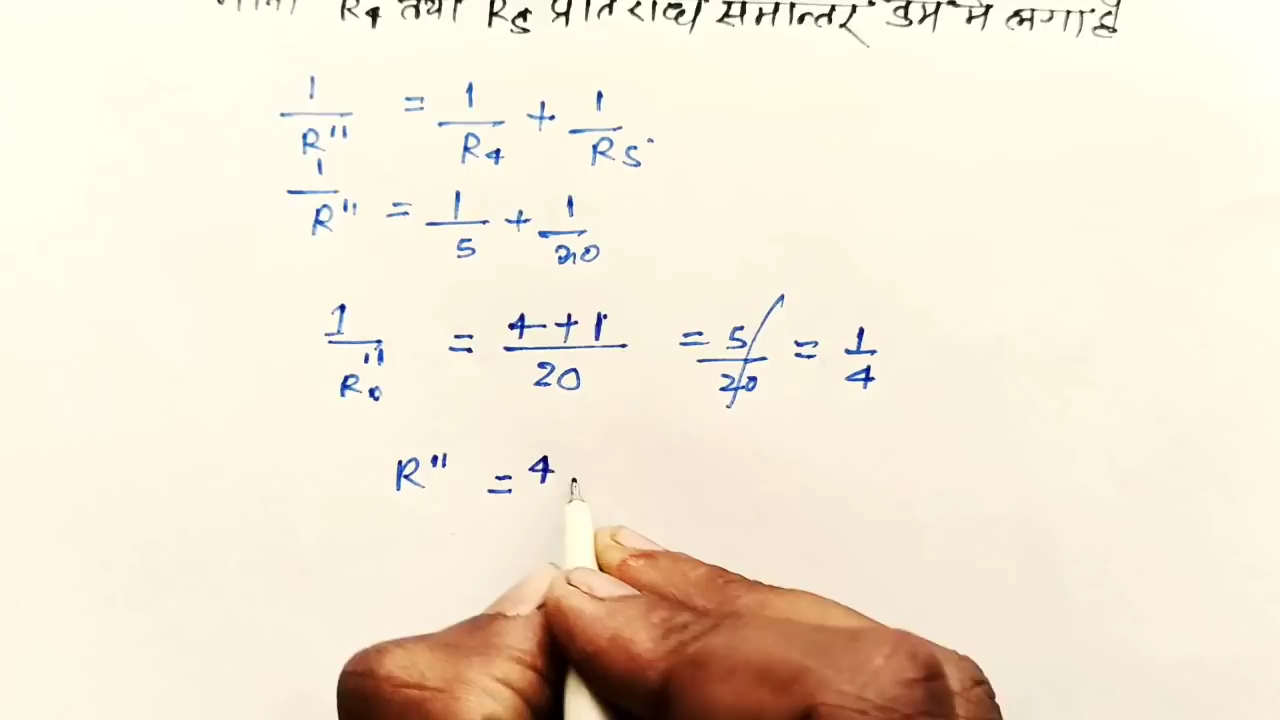 R4 तथा R5 प्रतिरोध समान्तर क्रम में लगा है
1/R" = 1/R4 + 1/R5
1/R" = 1/5 + 1/20
1/R" = 4+1/20 = 5/20 = 1/4
R" = 4